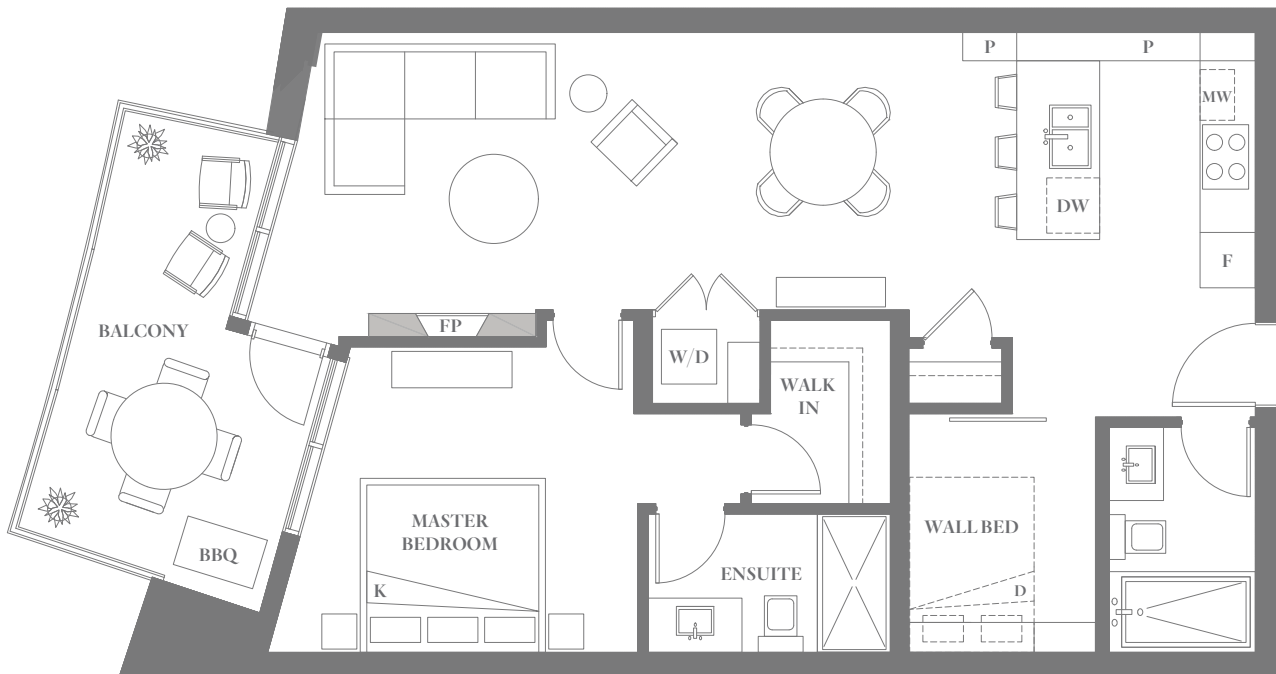 P
P
MW
DW
F
BALCONY
FP
W/D
WALK
IN
MASTER
BEDROOM
K
BBQ
ENSUITE
WALL BED
D